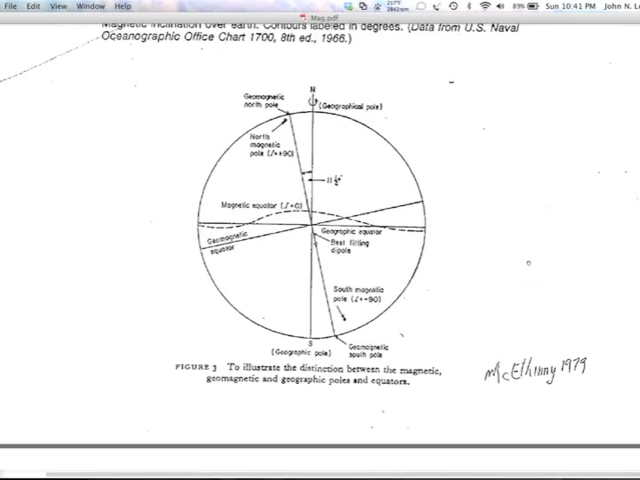 File Edit View Window Help
89% Sun 10:41 PM John N. Lo
Mag.pdf
Magnetic inclination over earth. Contours labeled in degrees. (Data from U.S. Naval
Oceanographic Office Chart 1700, 8th ed., 1966.)
Geomagnetic
north pole
N
(Geographical pole)
North
magnetic
pole (I=+90)
11½°
Magnetic equator (I=0)
Geographic equator
Geomagnetic
equator
Best fitting
dipole
South magnetic
pole (I=-90)
S
(Geographic pole)
Geomagnetic
south pole
FIGURE 3 To illustrate the distinction between the magnetic,
geomagnetic and geographic poles and equators.
McElhinny 1979